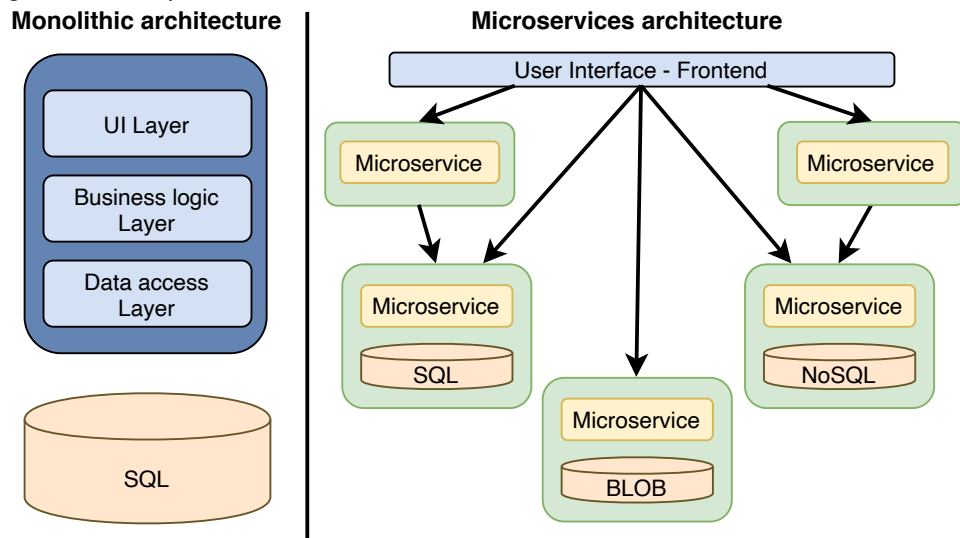 Monolithic architecture
UI Layer
Business logic
Layer
Data access
Layer
SQL
Microservices architecture
User Interface - Frontend
Microservice
Microservice
Microservice
SQL
Microservice
NoSQL
Microservice
BLOB